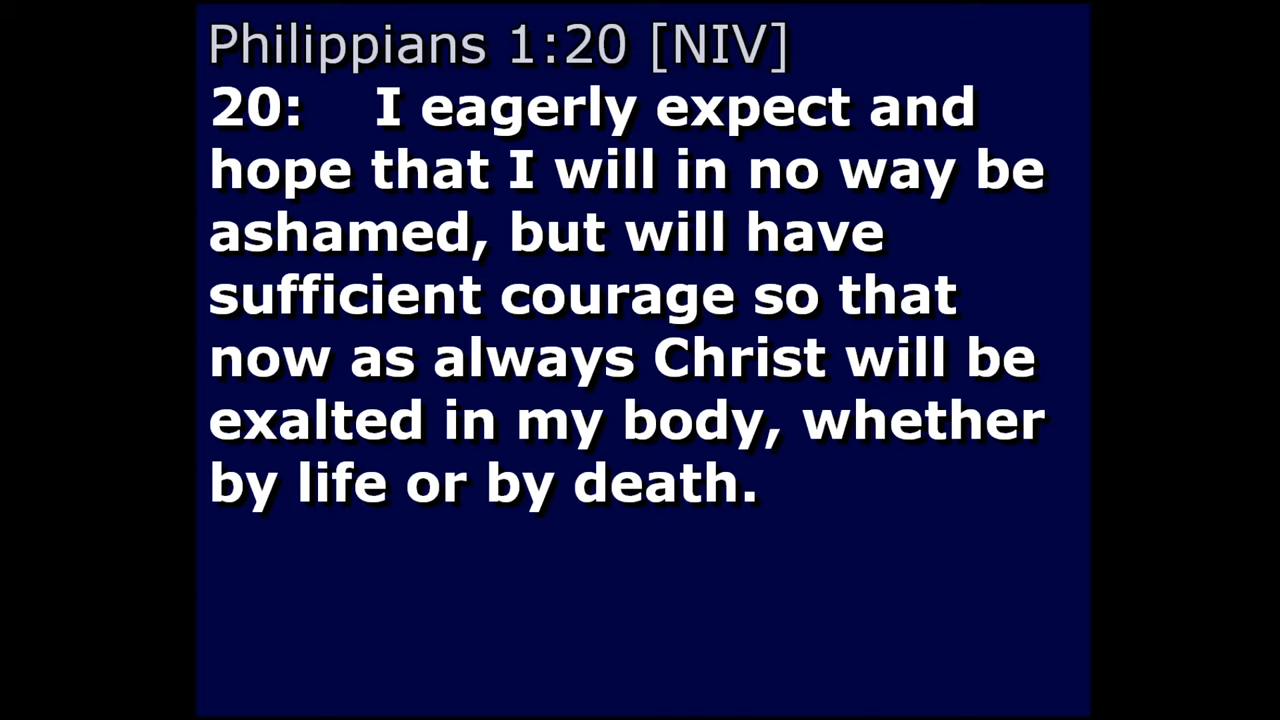 Philippians 1:20 [NIV]
20: I eagerly expect and
hope that I will in no way be
ashamed, but will have
sufficient courage so that
now as always Christ will be
exalted in my body, whether
by life or by death.